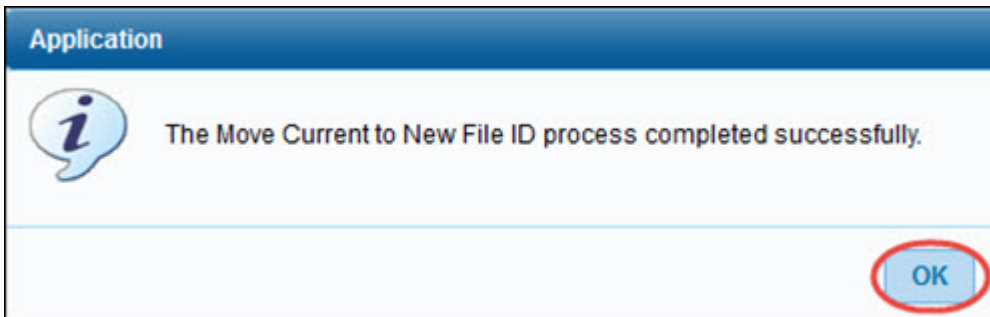 Application
The Move Current to New File ID process completed successfully.
OK